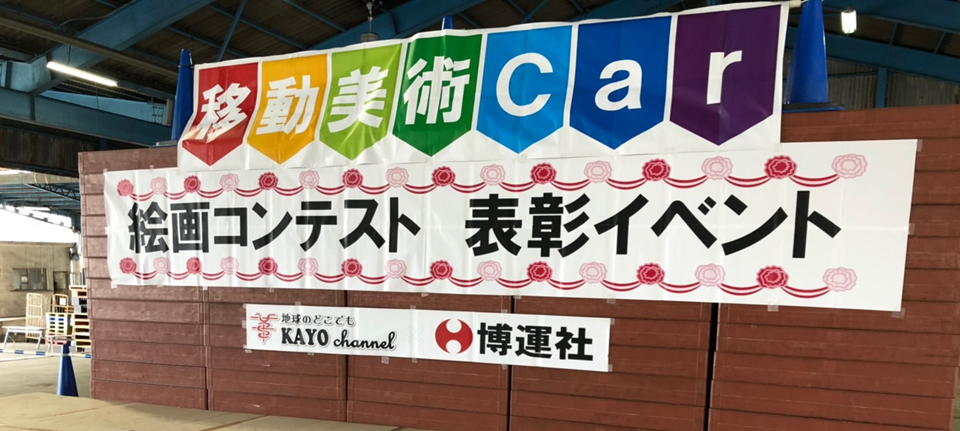 移動美術Car
絵画コンテスト 表彰イベント
地球のどこでも
KAYO channel
博運社